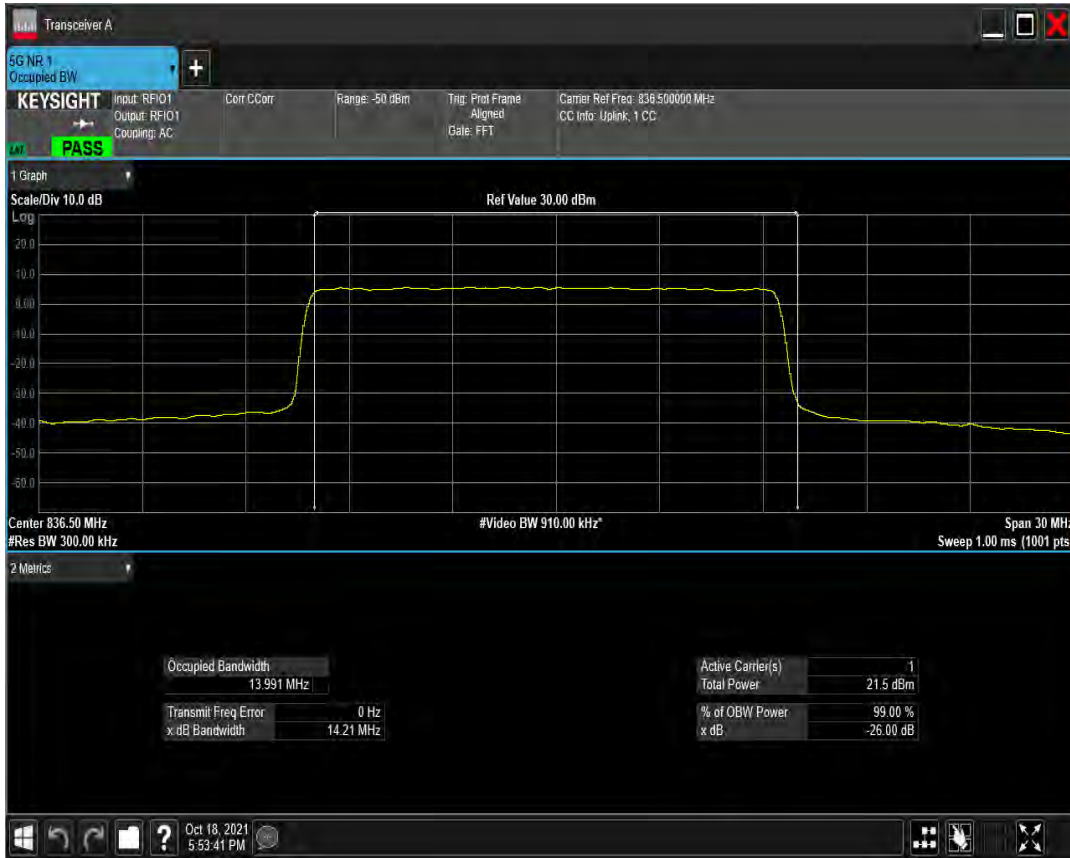 Transceiver A
5G NR 1
Occupied BW
+
KEYSIGHT
Input: RFIO1
Output: RFIO1
Coupling: AC
Corr CCorr
Range: -50 dBm
Trig: Prot Frame
Aligned
Gate: FFT
Carrier Ref Freq: 836.500000 MHz
CC Info: Uplink, 1 CC
PASS
1 Graph
Scale/Div 10.0 dB
Ref Value 30.00 dBm
Log
20.0
10.0
0.00
-10.0
-20.0
-30.0
-40.0
-50.0
-60.0
Center 836.50 MHz
#Video BW 910.00 kHz*
Span 30 MHz
#Res BW 300.00 kHz
Sweep 1.00 ms (1001 pts
2 Metrics
Occupied Bandwidth
13.991 MHz
Transmit Freq Error 0 Hz
x dB Bandwidth 14.21 MHz
Active Carrier(s) 1
Total Power 21.5 dBm
% of OBW Power 99.00 %
x dB -26.00 dB
?
Oct 18, 2021
5:53:41 PM